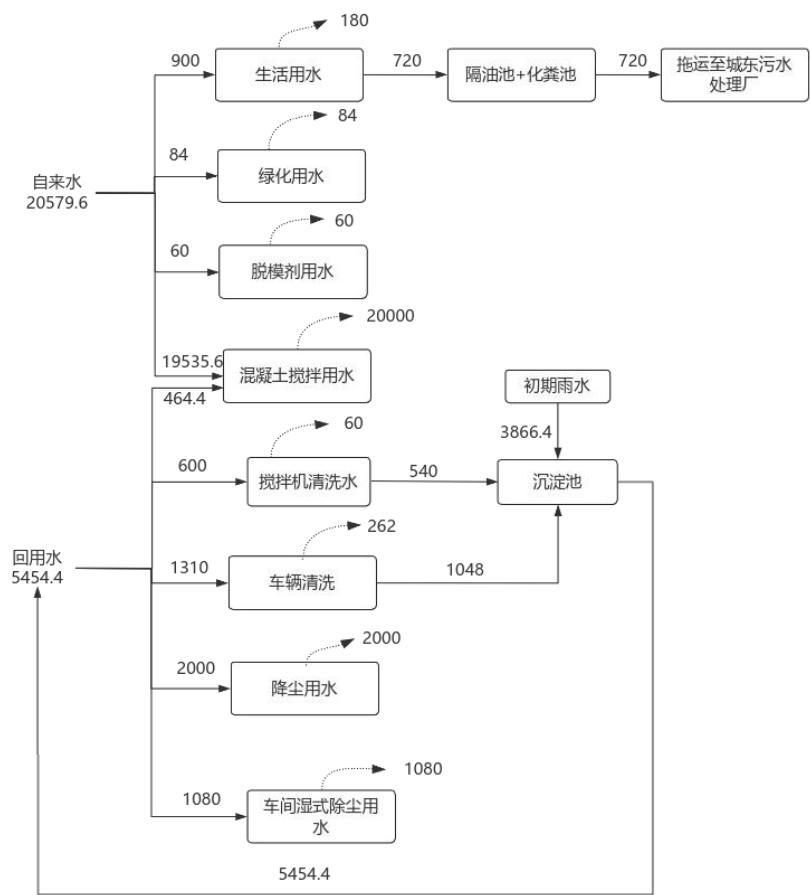 180
900
生活用水
720
隔油池+化粪池
720
拖运至城东污水
处理厂
84
84
绿化用水
自来水
20579.6
60
60
脱模剂用水
20000
19535.6
混凝土搅拌用水
464.4
初期雨水
3866.4
60
600
搅拌机清洗水
540
沉淀池
262
回用水
5454.4
1310
车辆清洗
1048
2000
2000
降尘用水
1080
1080
车间湿式除尘用
水
5454.4